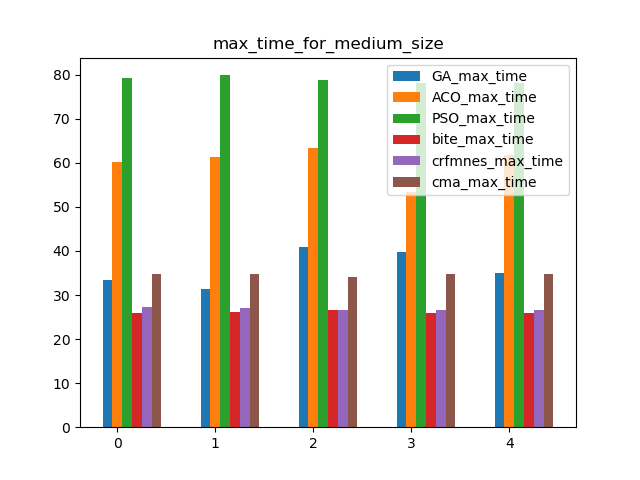 max_time_for_medium_size
80
70
60
50
40
30
20
10
0
GA_max_time
ACO_max_time
PSO_max_time
bite_max_time
crfmnes_max_time
cma_max_time
0 1 2 3 4